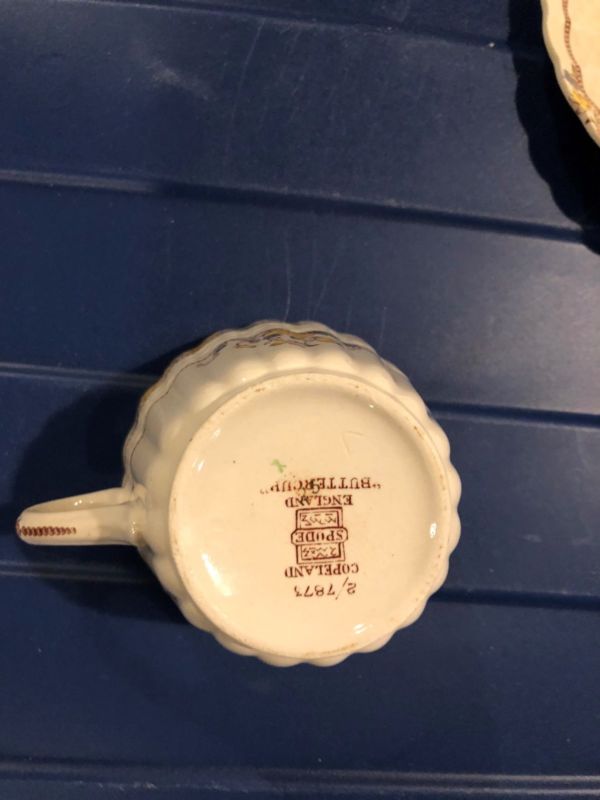 2/7873
COPELAND
SPODE
ENGLAND
"BUTTERCUP"